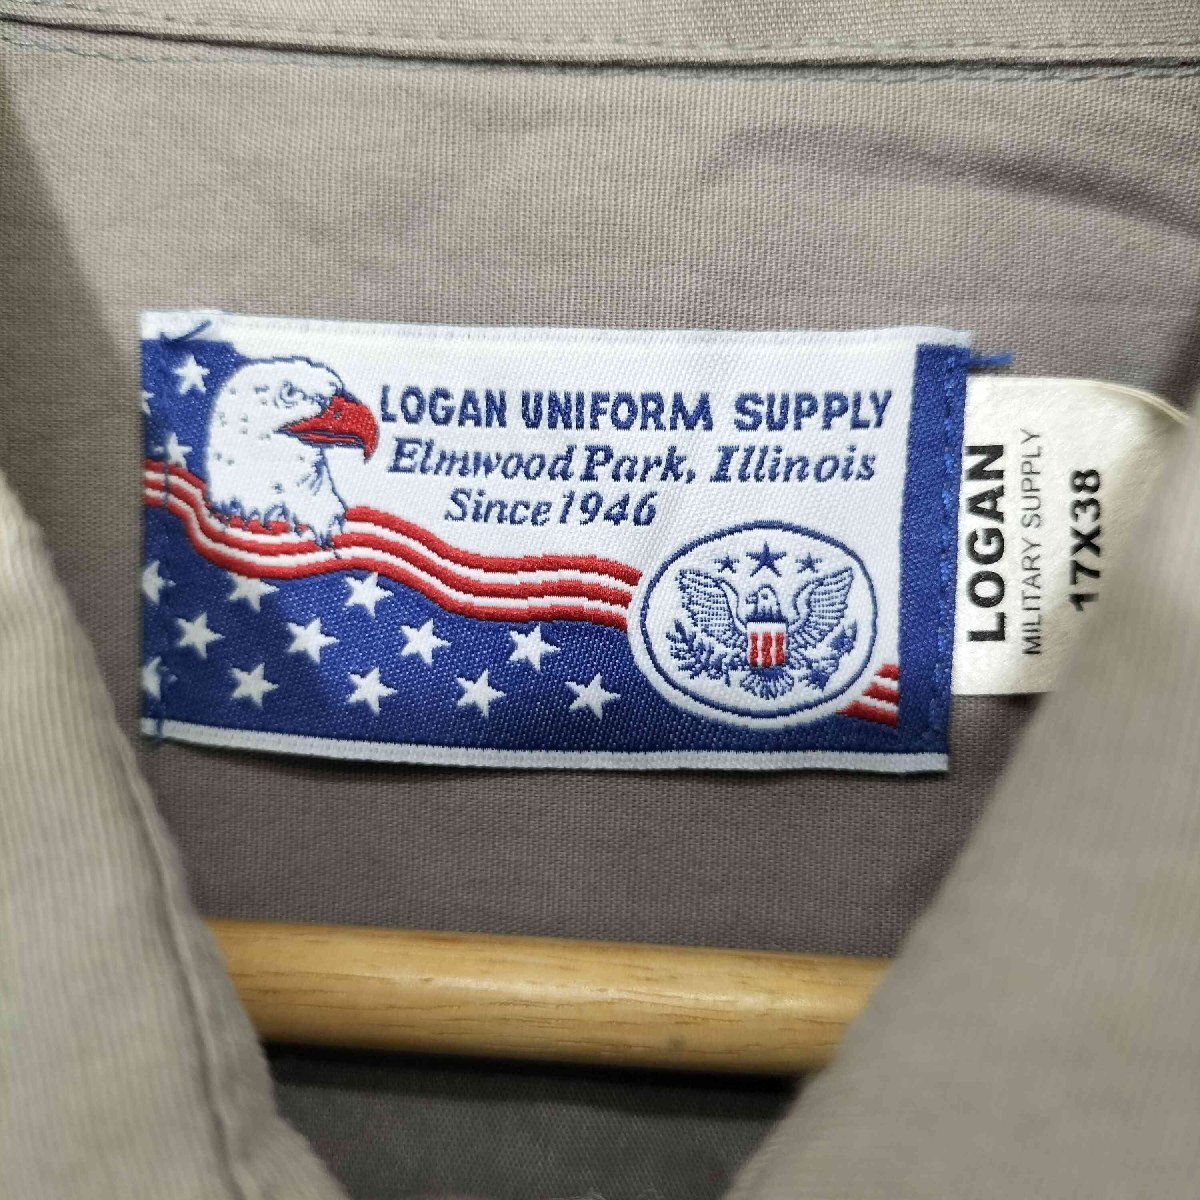 LOGAN UNIFORM SUPPLY
Elmwood Park, Illinois
Since 1946
LOGAN
MILITARY SUPPLY
17X38